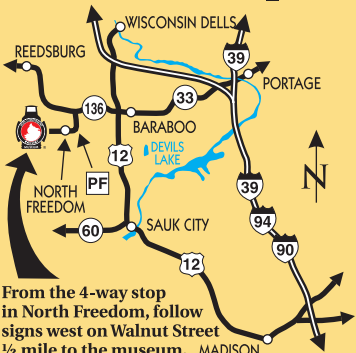 WISCONSIN DELLS
REEDSBURG
39
PORTAGE
33
136
BARABOO
DEVILS
LAKE
12
PF
NORTH
FREEDOM
39
N
94
60
SAUK CITY
90
12
From the 4-way stop
in North Freedom, follow
signs west on Walnut Street
½ mile to the museum.
MADISON